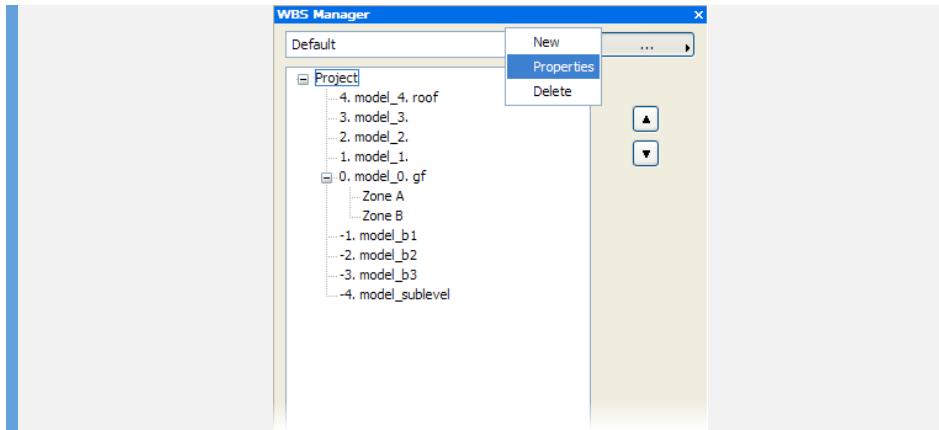 WBS Manager
Default
...
New
Properties
Delete
Project
4. model_4. roof
3. model_3.
2. model_2.
1. model_1.
0. model_0. gf
Zone A
Zone B
-1. model_b1
-2. model_b2
-3. model_b3
-4. model_sublevel